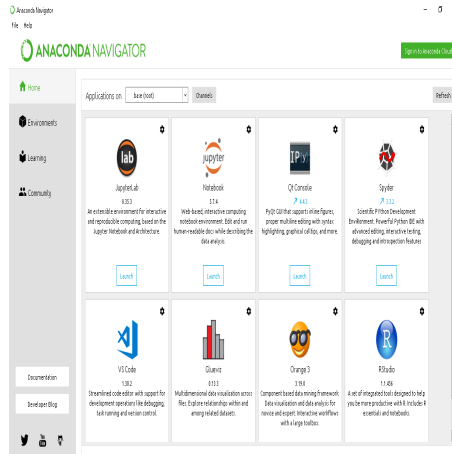 Anaconda Navigator
File Help
ANACONDA NAVIGATOR
Sign in to Anaconda Cloud
Home
Environments
Learning
Community
Documentation
Developer Blog
Applications on base (root) Channels
Refresh
lab
JupyterLab
0.35.3
An extensible environment for interactive
and reproducible computing, based on the
Jupyter Notebook and Architecture.
Launch
jupyter
Notebook
5.7.4
Web-based, interactive computing
notebook environment. Edit and run
human-readable docs while describing the
data analysis.
Launch
IP[y]:
Qt Console
4.4.3
PyQt GUI that supports inline figures,
proper multiline editing with syntax
highlighting, graphical calltips, and more.
Launch
Spyder
3.3.2
Scientific PYthon Development
EnviRonment. Powerful Python IDE with
advanced editing, interactive testing,
debugging and introspection features
Launch
VS Code
1.30.2
Streamlined code editor with support for
development operations like debugging,
task running and version control.
Glueviz
0.13.3
Multidimensional data visualization across
files. Explore relationships within and
among related datasets.
Orange 3
3.19.0
Component based data mining framework.
Data visualization and data analysis for
novice and expert. Interactive workflows
with a large toolbox.
R
RStudio
1.1.456
A set of integrated tools designed to help
you be more productive with R. Includes R
essentials and notebooks.